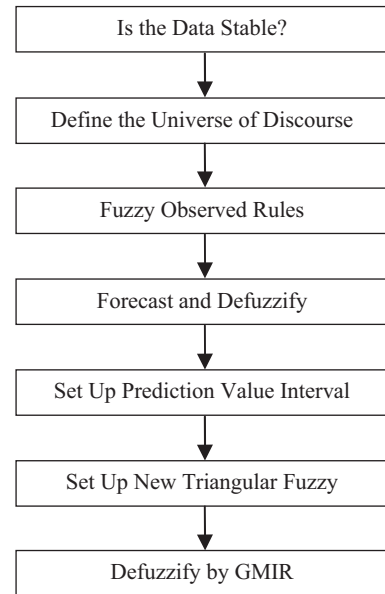 Is the Data Stable?
Define the Universe of Discourse
Fuzzy Observed Rules
Forecast and Defuzzify
Set Up Prediction Value Interval
Set Up New Triangular Fuzzy
Defuzzify by GMIR